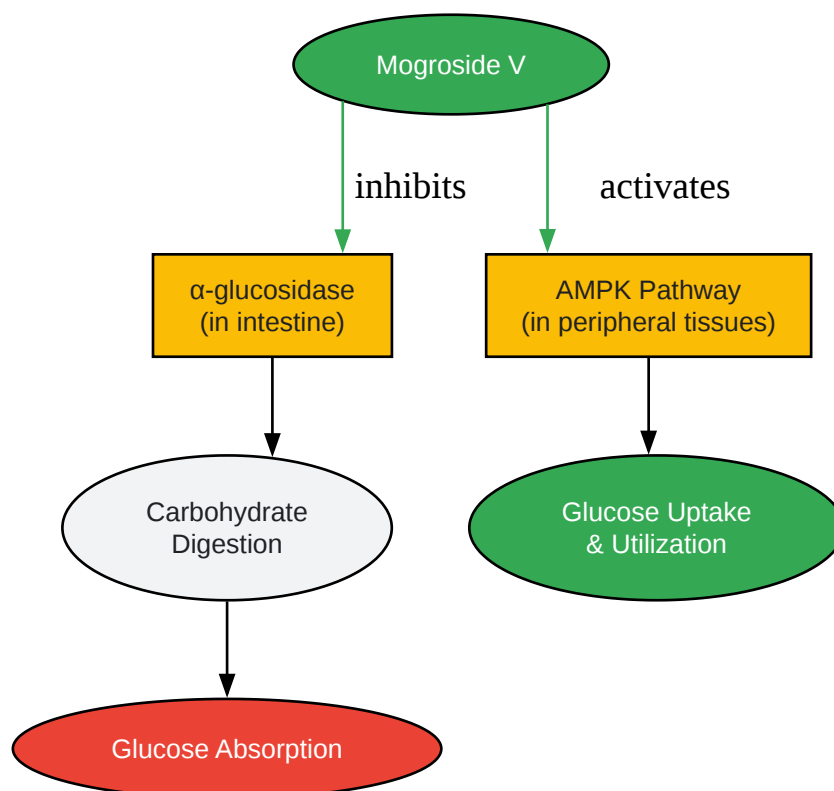 Mogroside V
inhibits
activates
α-glucosidase
(in intestine)
AMPK Pathway
(in peripheral tissues)
Carbohydrate
Digestion
Glucose Uptake
& Utilization
Glucose Absorption